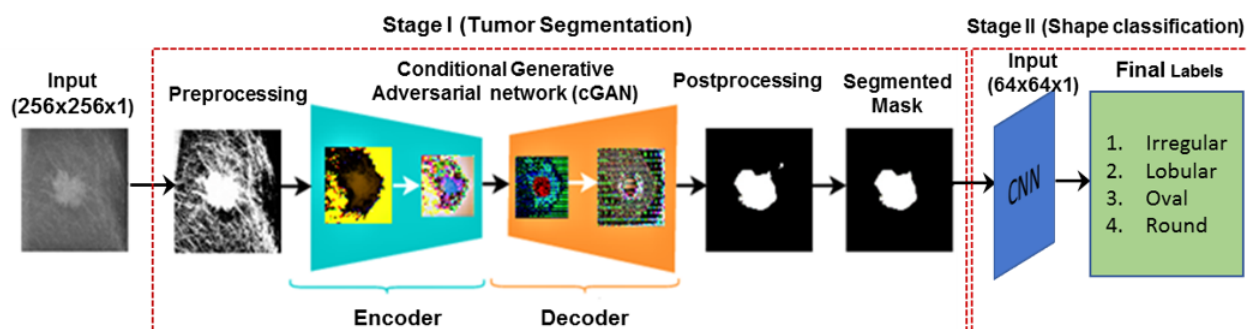 Stage I (Tumor Segmentation)
Stage II (Shape classification)
Input
(256x256x1)
Preprocessing
Conditional Generative
Adversarial network (cGAN)
Postprocessing
Segmented
Mask
Input
(64x64x1)
Final Labels
CNN
1. Irregular
2. Lobular
3. Oval
4. Round
Encoder
Decoder